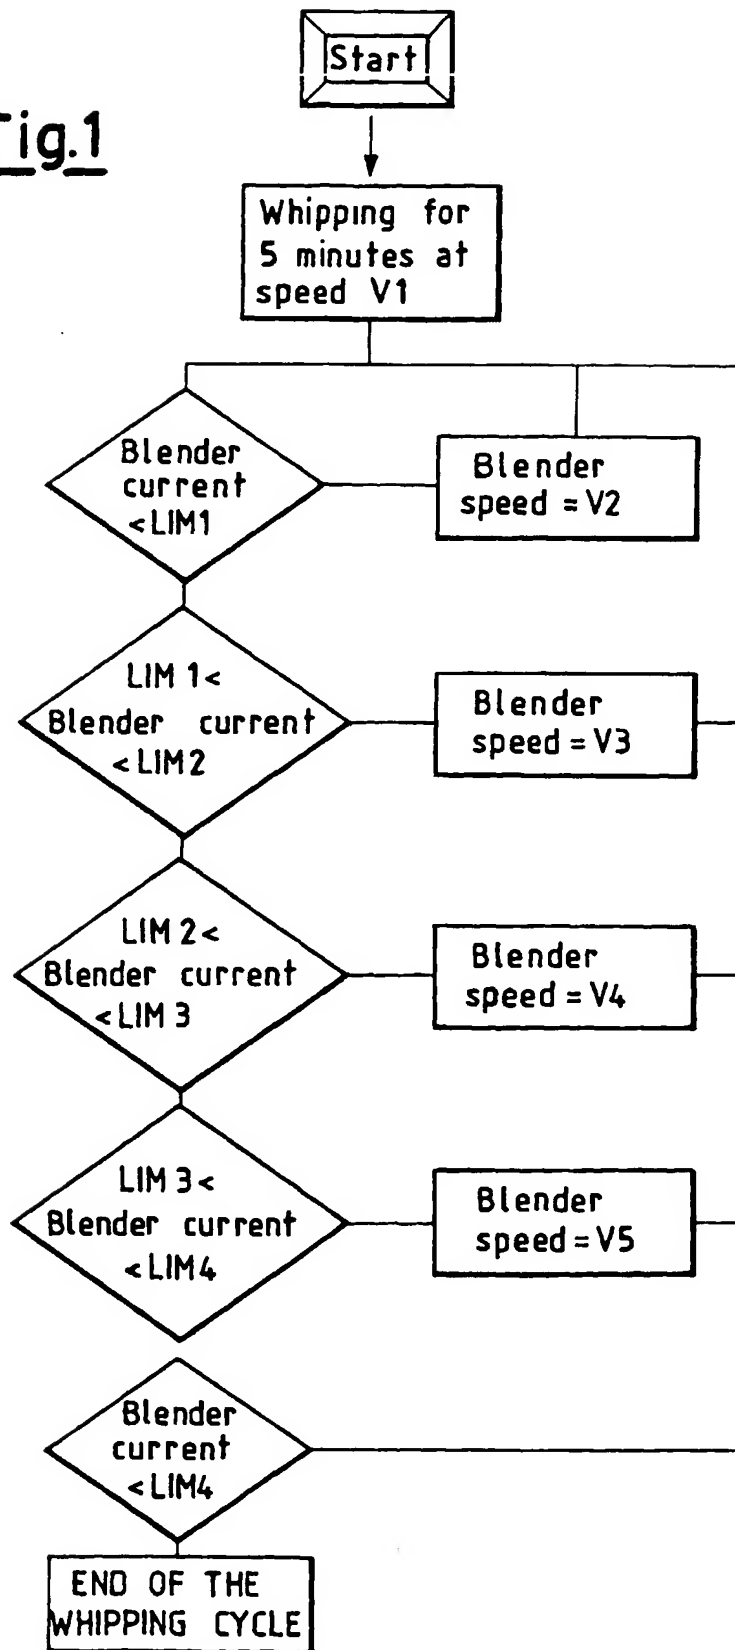 Start
Fig.1
Whipping for
5 minutes at
speed V1
Blender
current
<LIM1
Blender
speed = V2
LIM 1<
Blender current
<LIM2
Blender
speed = V3
LIM 2<
Blender current
<LIM 3
Blender
speed = V4
LIM 3<
Blender current
<LIM4
Blender
speed = V5
Blender
current
<LIM4
END OF THE
WHIPPING CYCLE